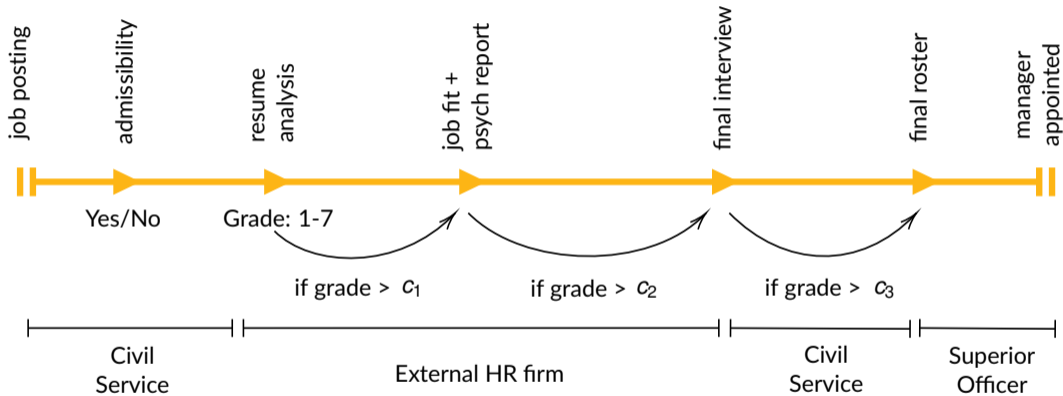 job posting
admissibility
resume
analysis
job fit +
psych report
final interview
final roster
manager
appointed
Yes/No
Grade: 1-7
if grade > c₁
if grade > c₂
if grade > c₃
Civil
Service
External HR firm
Civil
Service
Superior
Officer